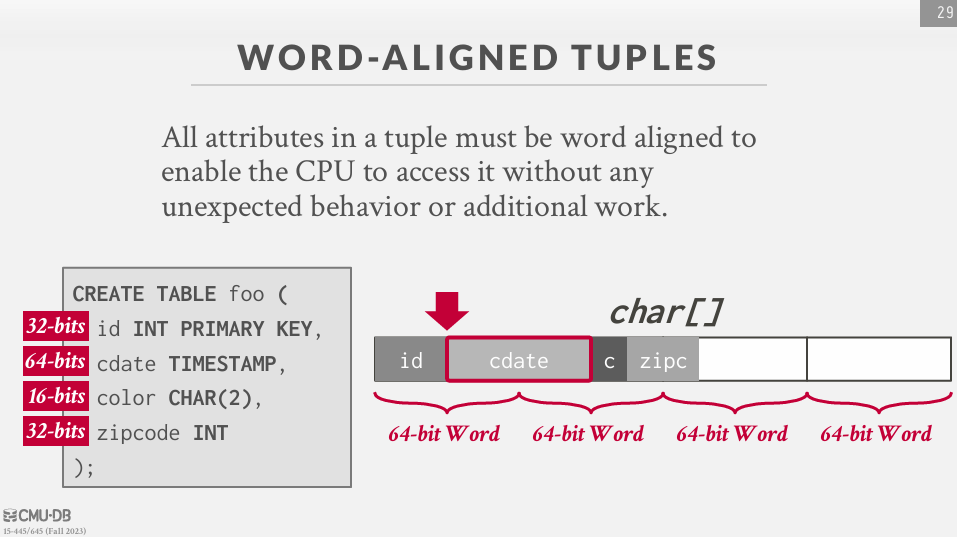 29
WORD-ALIGNED TUPLES
All attributes in a tuple must be word aligned to
enable the CPU to access it without any
unexpected behavior or additional work.
CREATE TABLE foo (
32-bits id INT PRIMARY KEY,
64-bits cdate TIMESTAMP,
16-bits color CHAR(2),
32-bits zipcode INT
);
char[]
id cdate c zipc
64-bit Word 64-bit Word 64-bit Word 64-bit Word
CMU·DB
15-445/645 (Fall 2023)